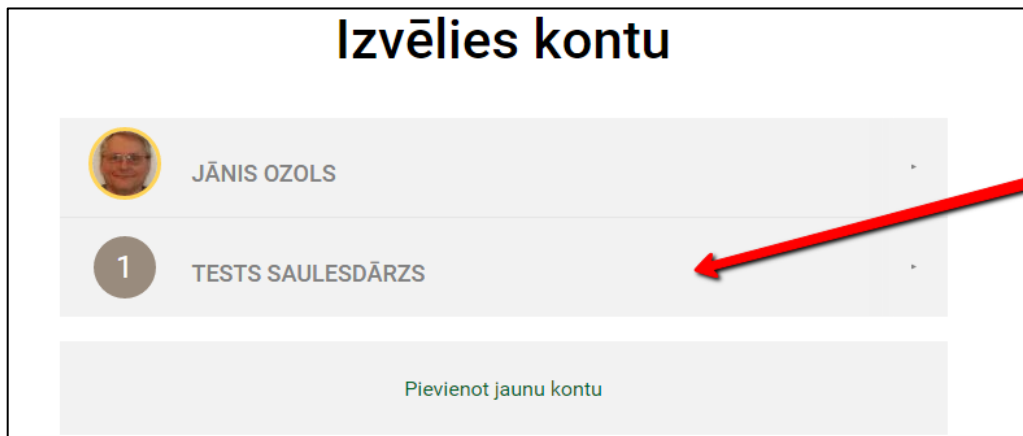 Izvēlies kontu
JĀNIS OZOLS
1
TESTS SAULESDĀRZS
Pievienot jaunu kontu